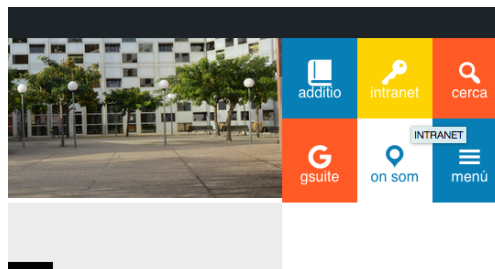 additio
intranet
cerca
INTRANET
G
gsuite
on som
menú